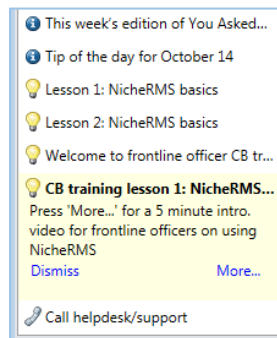 This week's edition of You Asked...
Tip of the day for October 14
Lesson 1: NicheRMS basics
Lesson 2: NicheRMS basics
Welcome to frontline officer CB tr...
CB training lesson 1: NicheRMS...
Press 'More...' for a 5 minute intro.
video for frontline officers on using
NicheRMS
Dismiss More...
Call helpdesk/support